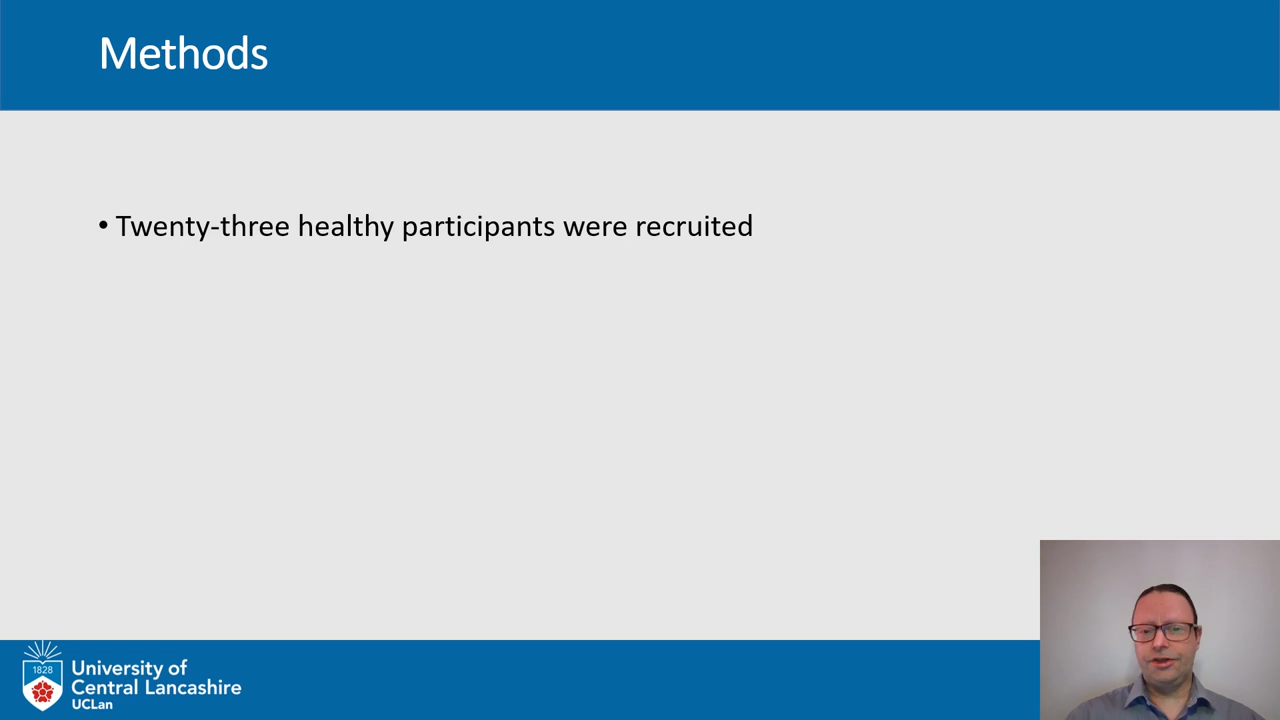 Methods
• Twenty-three healthy participants were recruited
1828
University of
Central Lancashire
UCLan